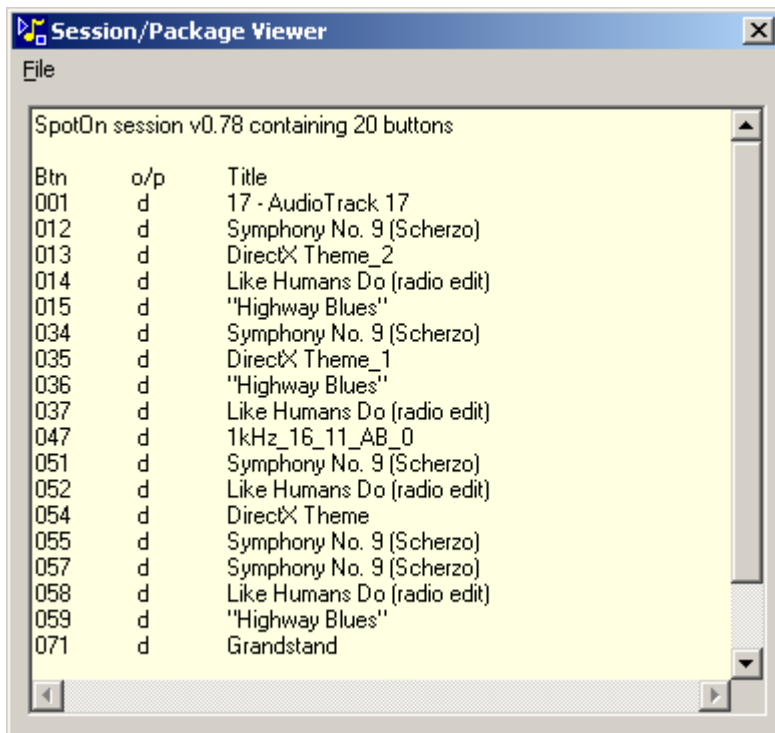 Session/Package Viewer
File
SpotOn session v0.78 containing 20 buttons
Btn o/p Title
001 d 17 - AudioTrack 17
012 d Symphony No. 9 (Scherzo)
013 d DirectX Theme_2
014 d Like Humans Do (radio edit)
015 d "Highway Blues"
034 d Symphony No. 9 (Scherzo)
035 d DirectX Theme_1
036 d "Highway Blues"
037 d Like Humans Do (radio edit)
047 d 1kHz_16_11_AB_0
051 d Symphony No. 9 (Scherzo)
052 d Like Humans Do (radio edit)
054 d DirectX Theme
055 d Symphony No. 9 (Scherzo)
057 d Symphony No. 9 (Scherzo)
058 d Like Humans Do (radio edit)
059 d "Highway Blues"
071 d Grandstand